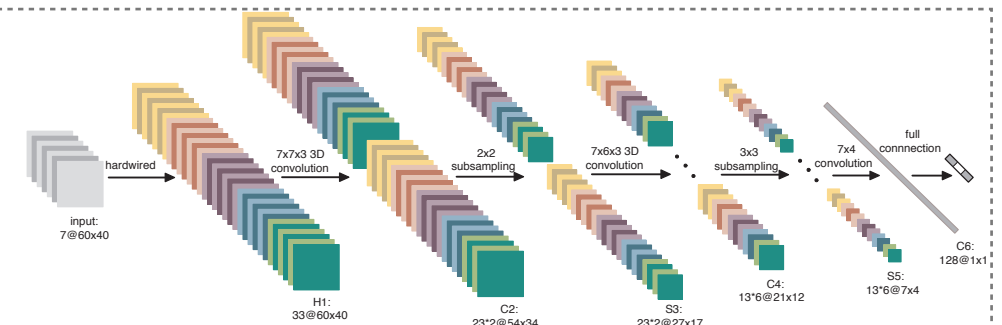 hardwired
7x7x3 3D
convolution
2x2
subsampling
7x6x3 3D
convolution
3x3
subsampling
7x4
convolution
full
connnection
input:
7@60x40
H1:
33@60x40
C2:
23*2@54x34
S3:
23*2@27x17
C4:
13*6@21x12
S5:
13*6@7x4
C6:
128@1x1